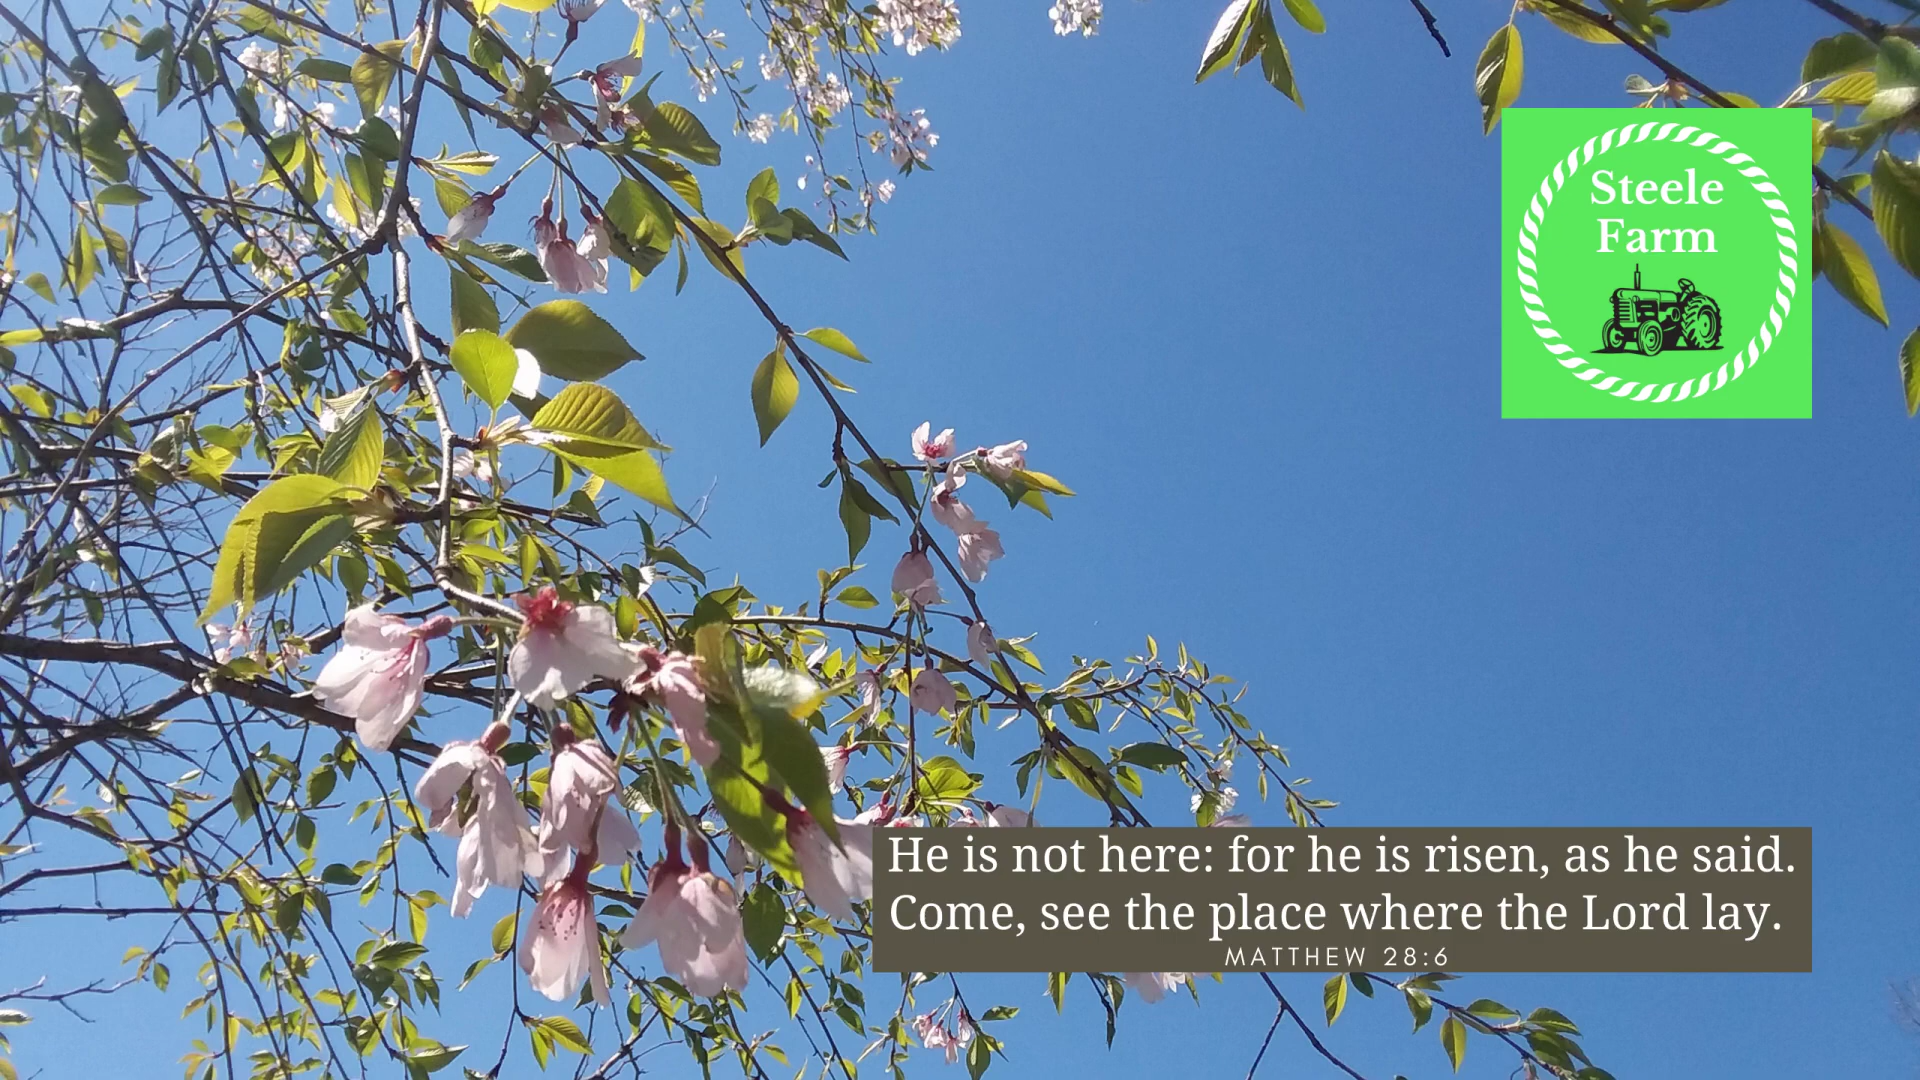 Steele
Farm
He is not here: for he is risen, as he said.
Come, see the place where the Lord lay.
MATTHEW 28:6